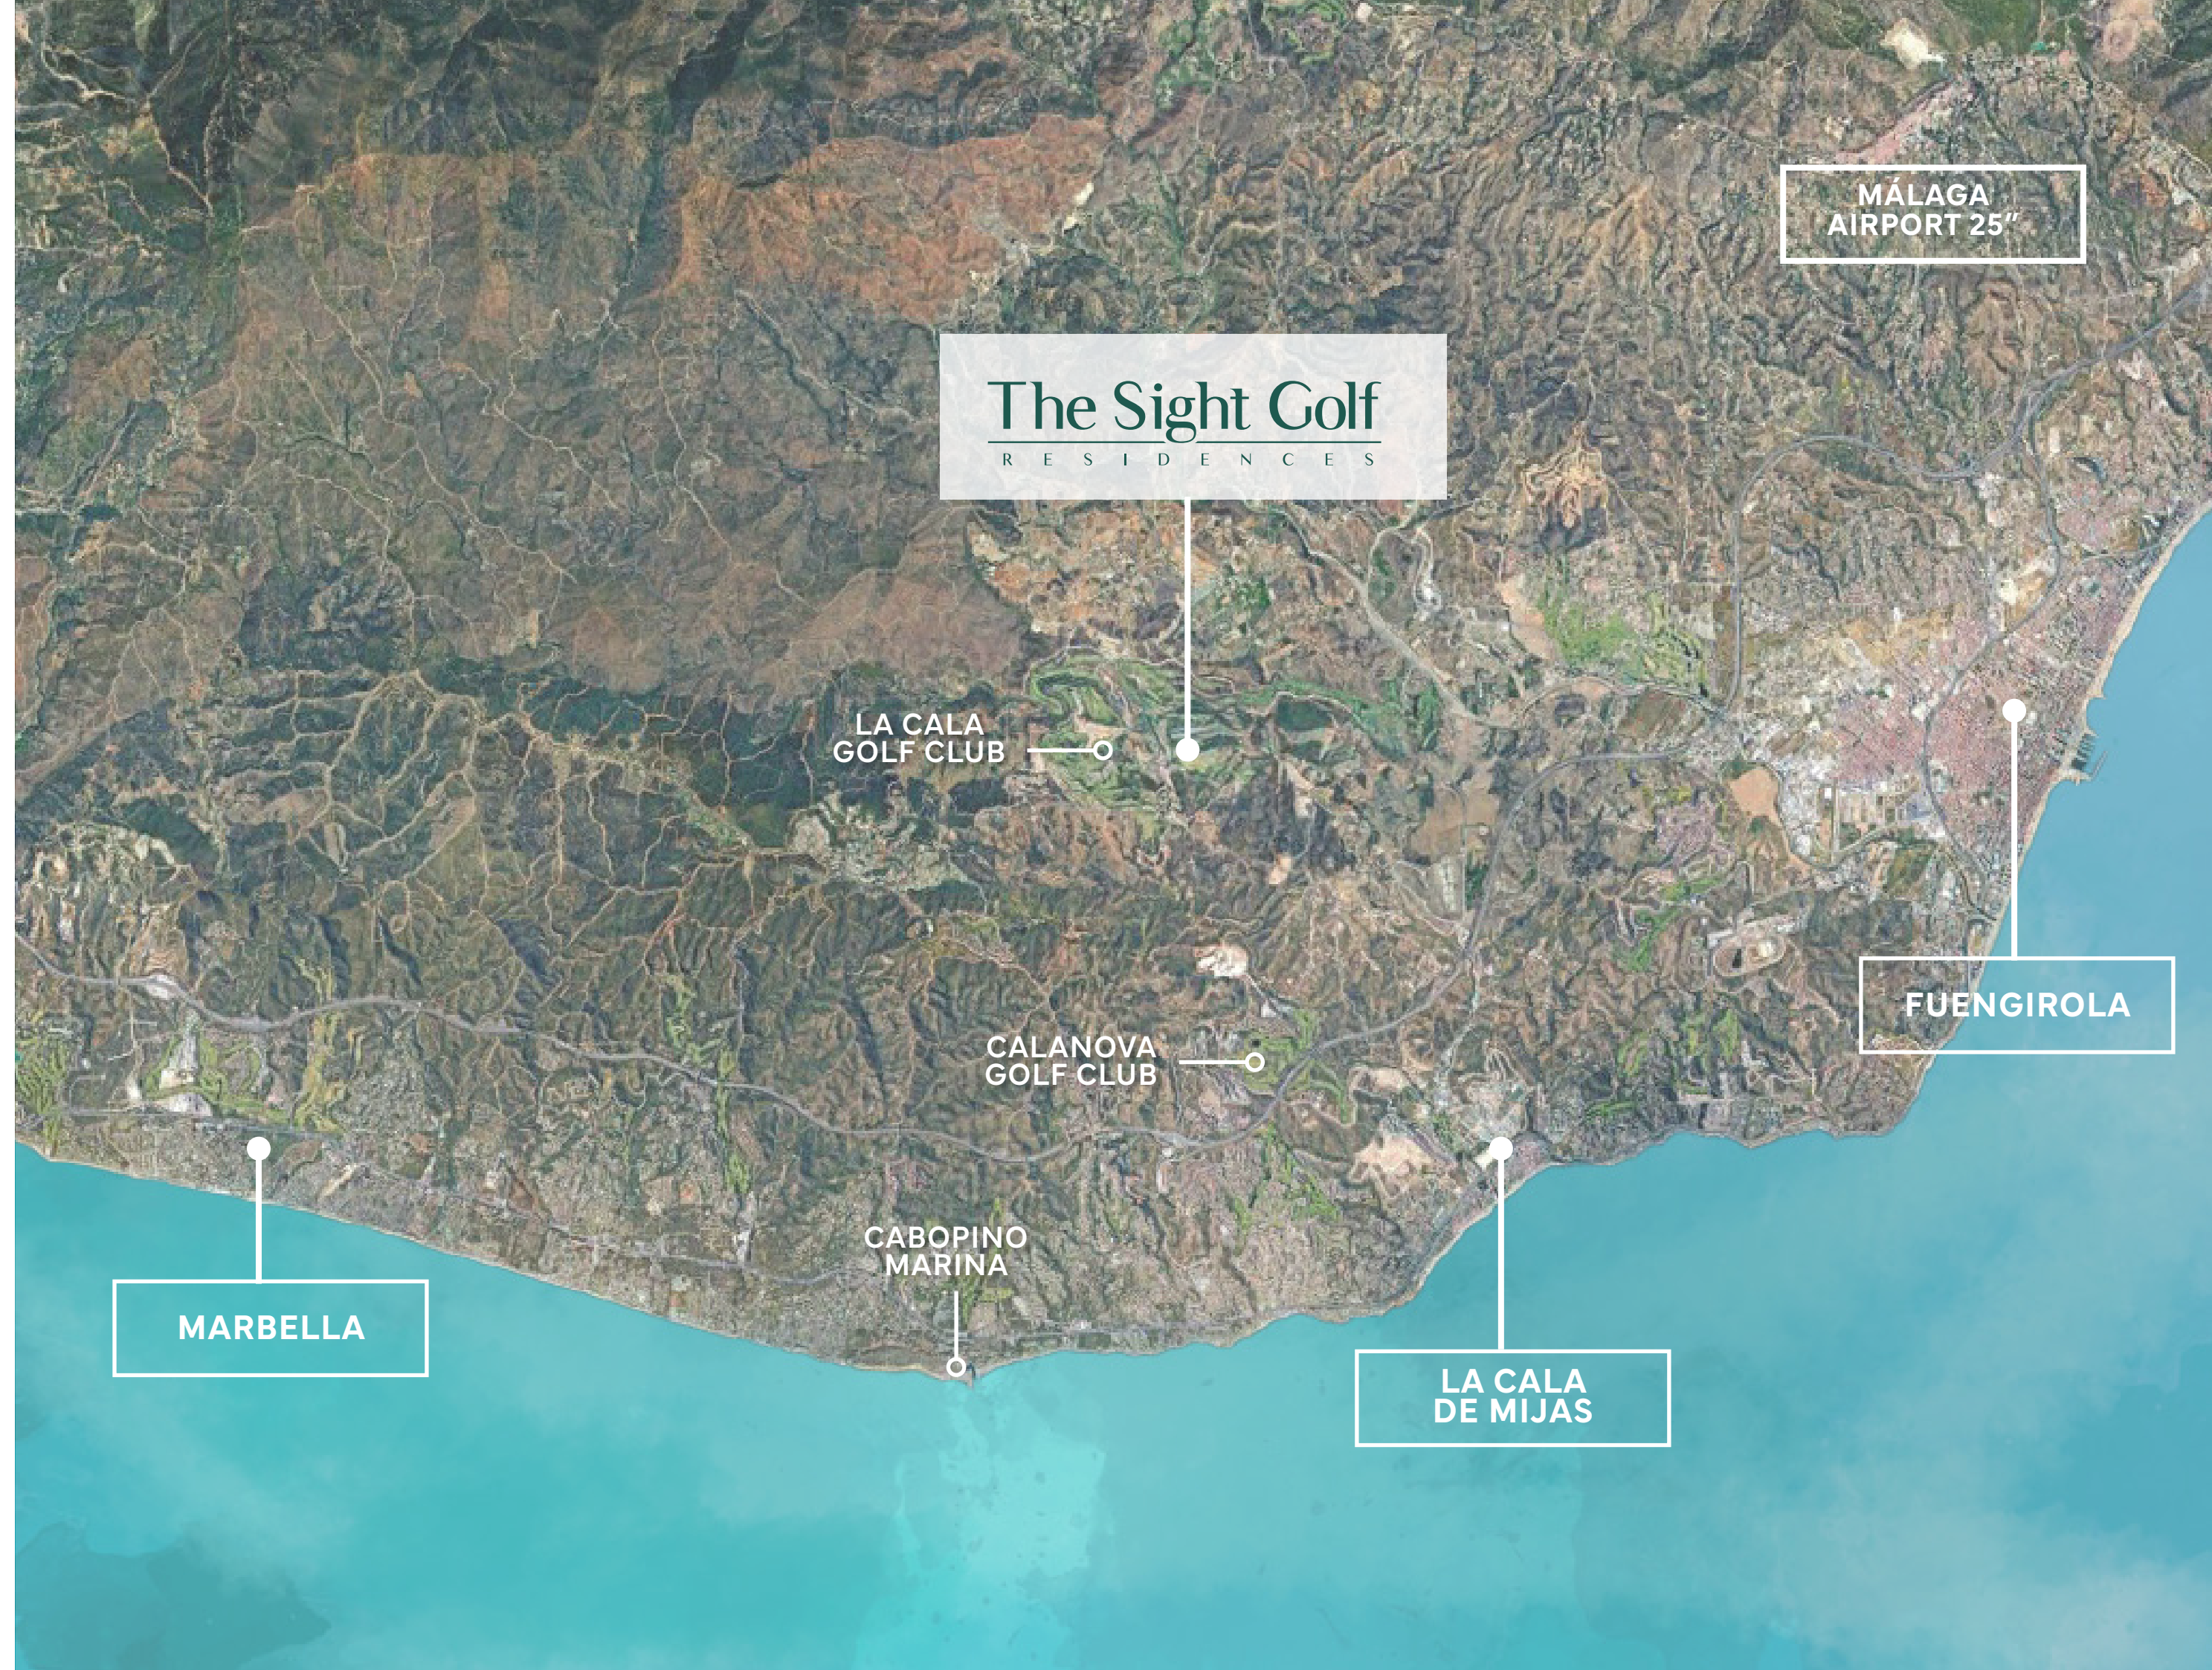 MÁLAGA
AIRPORT 25”
The Sight Golf
RESIDENCES
LA CALA
GOLF CLUB
FUENGIROLA
CALANOVA
GOLF CLUB
CABOPINO
MARINA
MARBELLA
LA CALA
DE MIJAS